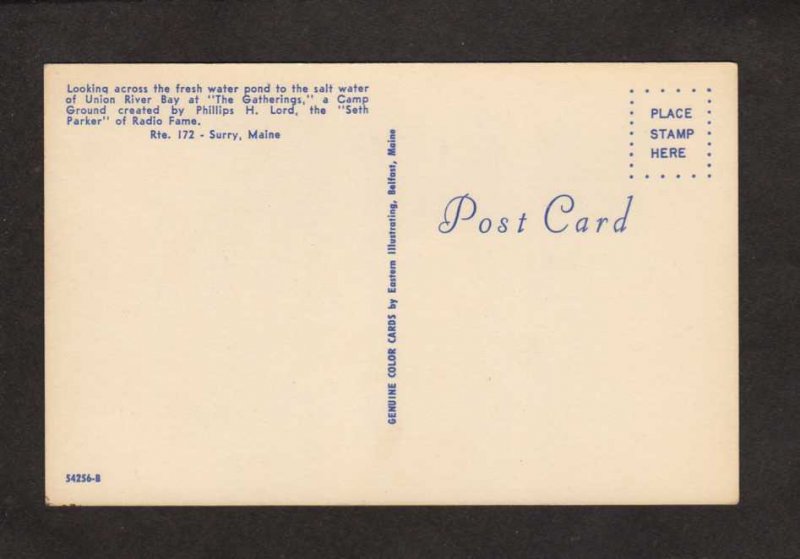 Looking across the fresh water pond to the salt water
of Union River Bay at "The Gatherings," a Camp
Ground created by Phillips H. Lord, the "Seth
Parker" of Radio Fame.
Rte. 172 - Surry, Maine
PLACE
STAMP
HERE
Post Card
GENUINE COLOR CARDS by Eastern Illustrating, Belfast, Maine
54256-B